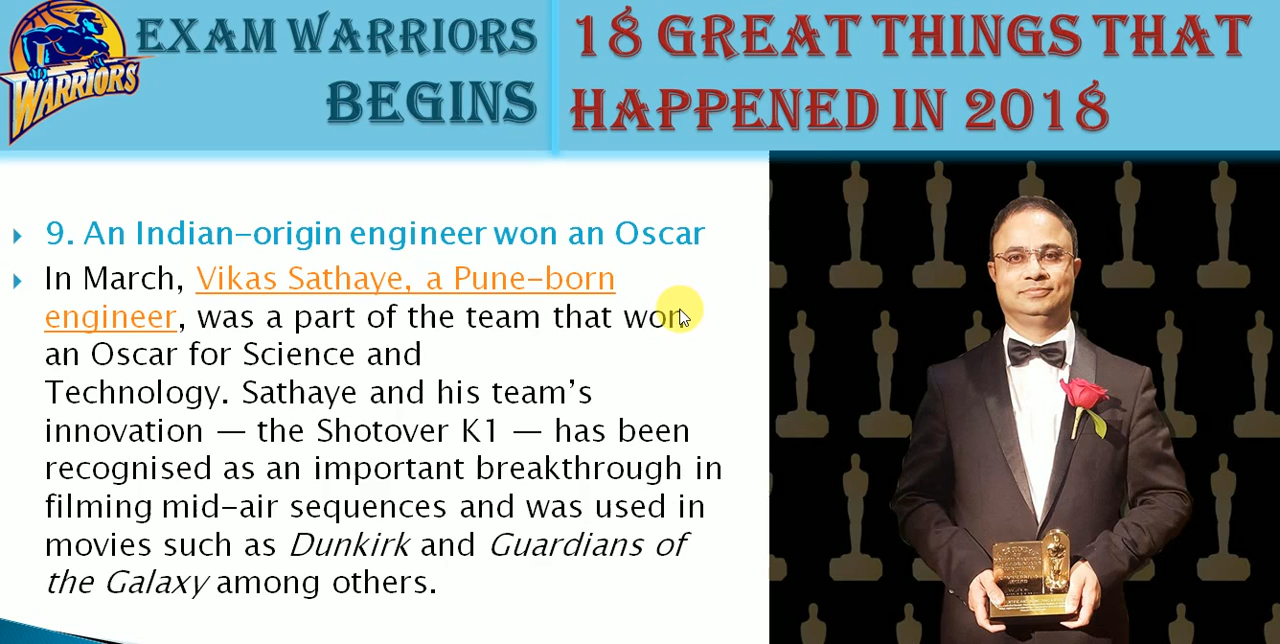 WARRIORS
EXAM WARRIORS
BEGINS
18 GREAT THINGS THAT
HAPPENED IN 2018
9. An Indian-origin engineer won an Oscar
In March, Vikas Sathaye, a Pune-born
engineer, was a part of the team that won
an Oscar for Science and
Technology. Sathaye and his team’s
innovation — the Shotover K1 — has been
recognised as an important breakthrough in
filming mid-air sequences and was used in
movies such as Dunkirk and Guardians of
the Galaxy among others.